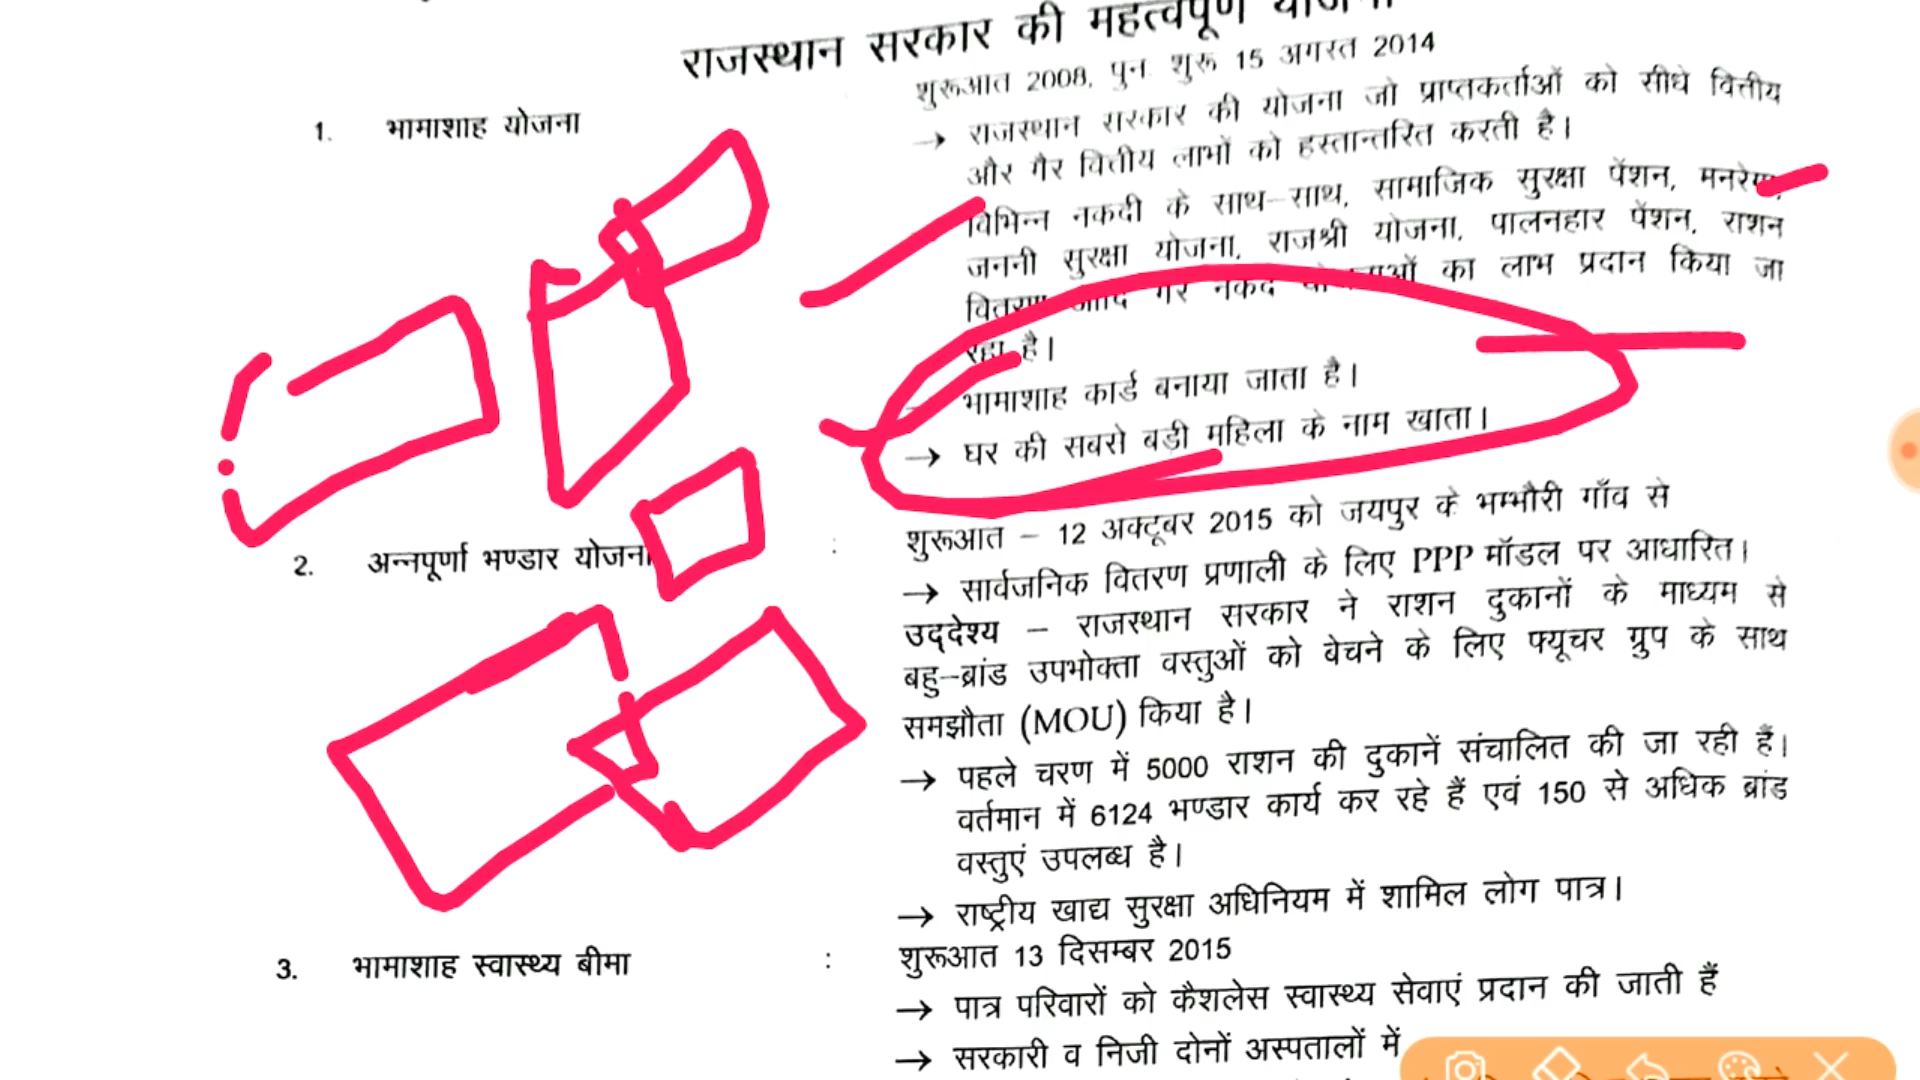 राजस्थान सरकार की महत्वपूर्ण योजना
शुरूआत 2008, पुन शुरू 15 अगस्त 2014
1. भामाशाह योजना
→ राजस्थान सरकार की योजना जो प्राप्तकर्ताओं को सीधे वित्तीय
और गैर वित्तीय लाभों को हस्तान्तरित करती है।
विभिन्न नकदी के साथ–साथ, सामाजिक सुरक्षा पेंशन,
जननी सुरक्षा योजना, राजश्री योजना, पालनहार पेंशन, राशन
गैर नकद का लाभ प्रदान किया जा
रहा है।
भामाशाह कार्ड बनाया जाता है।
→ घर की सबसे बड़ी महिला के नाम खाता।
2. अन्नपूर्णा भण्डार योजना : शुरूआत – 12 अक्टूबर 2015 को जयपुर के भम्भौरी गाँव से
→ सार्वजनिक वितरण प्रणाली के लिए PPP मॉडल पर आधारित।
उद्देश्य – राजस्थान सरकार ने राशन दुकानों के माध्यम से
बहु–ब्रांड उपभोक्ता वस्तुओं को बेचने के लिए फ्यूचर ग्रुप के साथ
समझौता (MOU) किया है।
→ पहले चरण में 5000 राशन की दुकानें संचालित की जा रही हैं।
वर्तमान में 6124 भण्डार कार्य कर रहे हैं एवं 150 से अधिक ब्रांड
वस्तुएं उपलब्ध है।
→ राष्ट्रीय खाद्य सुरक्षा अधिनियम में शामिल लोग पात्र।
3. भामाशाह स्वास्थ्य बीमा : शुरूआत 13 दिसम्बर 2015
→ पात्र परिवारों को कैशलेस स्वास्थ्य सेवाएं प्रदान की जाती हैं
→ सरकारी व निजी दोनों अस्पतालों में